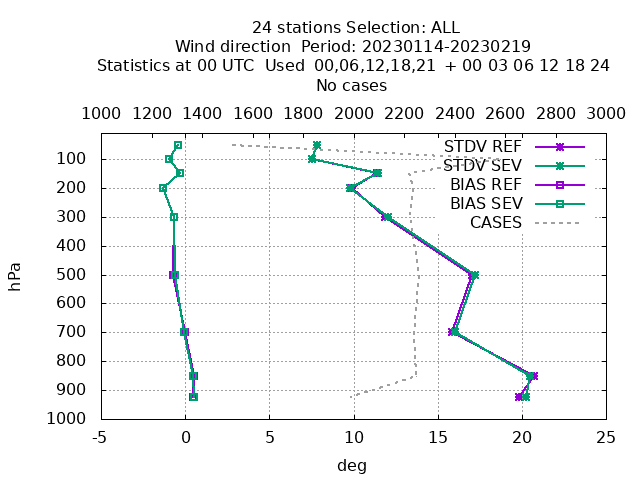 24 stations Selection: ALL
Wind direction  Period: 20230114-20230219
Statistics at 00 UTC  Used  00,06,12,18,21  + 00 03 06 12 18 24
No cases
1000 1200 1400 1600 1800 2000 2200 2400 2600 2800 3000
STDV REF
100
STDV SEV
200
BIAS REF
BIAS SEV
300
CASES
400
hPa
500
600
700
800
900
1000
-5 0 5 10 15 20 25
deg